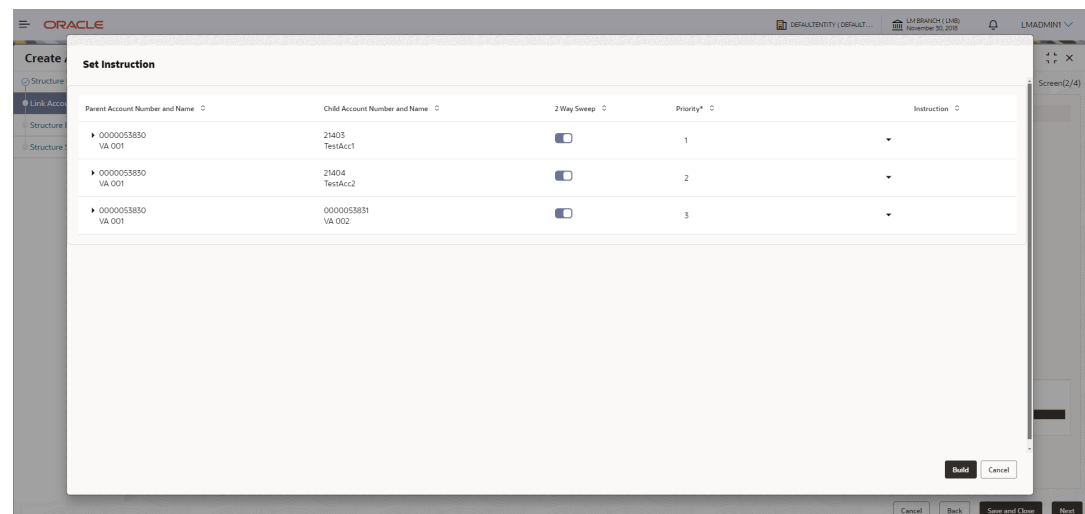 ORACLE
DEFAULTENTITY ( DEFAULT...
LM BRANCH ( LMB)
November 30, 2018
LMADMIN1
Create
Set Instruction
Structure
Screen(2/4)
Link Accou
Parent Account Number and Name
Child Account Number and Name
2 Way Sweep
Priority*
Instruction
Structure
0000053830
VA 001
21403
TestAcc1
1
Structure
0000053830
VA 001
21404
TestAcc2
2
0000053830
VA 001
0000053831
VA 002
3
Build
Cancel
Cancel
Back
Save and Close
Next